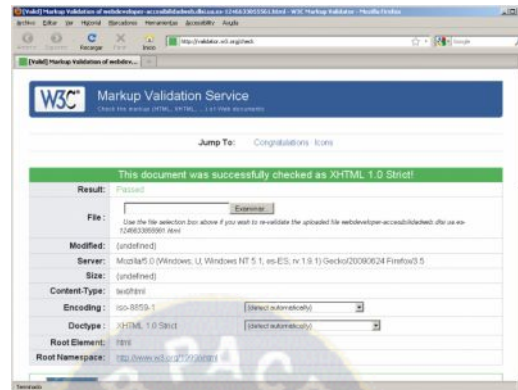 [Valid] Markup Validation of webdeveloper-accesibilidadweb.dlsi.ua.es-1246633959561.html - W3C Markup Validator - Mozilla Firefox
Archivo Editar Ver Historial Marcadores Herramientas Accessibility Ayuda
Recargar Parar Inicio http://validator.w3.org/check Google
[Valid] Markup Validation of webdev...
W3C Markup Validation Service
Check the markup (HTML, XHTML, ...) of Web documents
Jump To: Congratulations Icons
This document was successfully checked as XHTML 1.0 Strict!
Result: Passed
File : Examinar...
Use the file selection box above if you wish to re-validate the uploaded file webdeveloper-accesibilidadweb.dlsi.ua.es-
1246633959561.html
Modified: (undefined)
Server: Mozilla/5.0 (Windows; U; Windows NT 5.1; es-ES; rv:1.9.1) Gecko/20090624 Firefox/3.5
Size: (undefined)
Content-Type: text/html
Encoding : iso-8859-1 (detect automatically)
Doctype : XHTML 1.0 Strict (detect automatically)
Root Element: html
Root Namespace: http://www.w3.org/1999/xhtml
Terminado